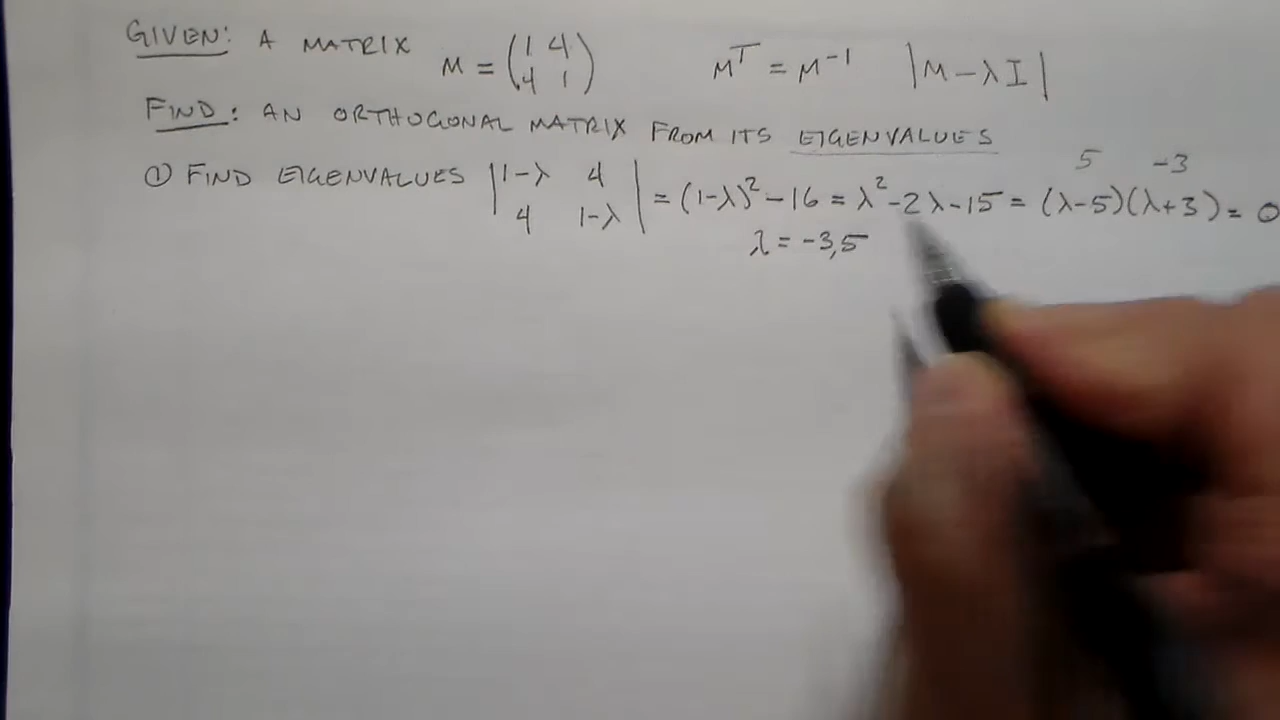 GIVEN: A MATRIX M = (1 4 Mᵀ = M⁻¹ |M - λI|
4 1)
FIND: AN ORTHOGONAL MATRIX FROM ITS EIGENVALUES
5 -3
① FIND EIGENVALUES |1-λ 4
4 1-λ| = (1-λ)² - 16 = λ² - 2λ - 15 = (λ-5)(λ+3) = 0
λ = -3,5